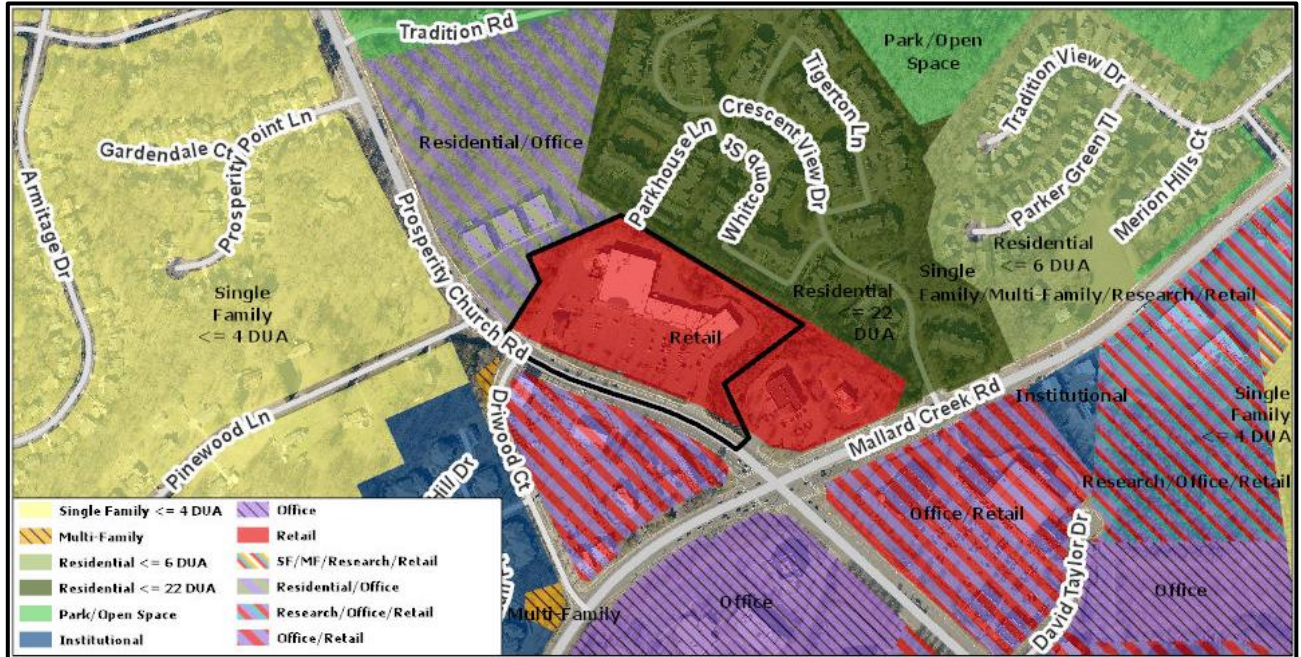 Tradition Rd
Park/Open
Space
Tradition View Dr
Tigerton Ln
Crescent View Dr
Parkhouse Ln
Whitcomb St
Residential/Office
Gardendale Ct
Prosperity Point Ln
Armitage Dr
Prosperity Church Rd
Parker Green Tl
Merion Hills Ct
Residential
<= 6 DUA
Single
Family/Multi-Family/Research/Retail
Residential
<= 22
DUA
Single
Family
<= 4 DUA
Retail
Pinewood Ln
Driwood Ct
Hill Dr
Mallard Creek Rd
Institutional
Single
Family
<= 4 DUA
Research/Office/Retail
Office/Retail
David Taylor Dr
Office
Office
Multi-Family
Single Family <= 4 DUA
Multi-Family
Residential <= 6 DUA
Residential <= 22 DUA
Park/Open Space
Institutional
Office
Retail
SF/MF/Research/Retail
Residential/Office
Research/Office/Retail
Office/Retail